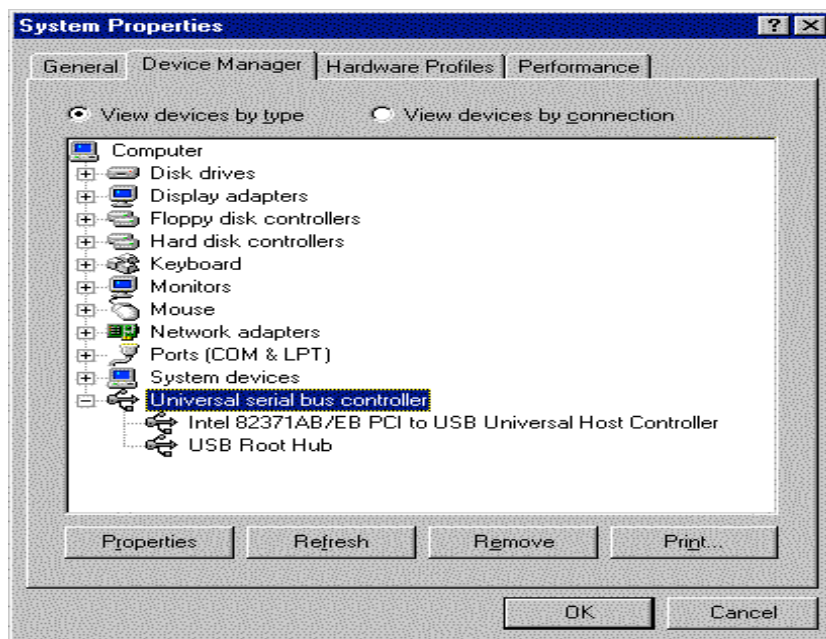 System Properties
General Device Manager Hardware Profiles Performance
View devices by type View devices by connection
Computer
Disk drives
Display adapters
Floppy disk controllers
Hard disk controllers
Keyboard
Monitors
Mouse
Network adapters
Ports (COM & LPT)
System devices
Universal serial bus controller
Intel 82371AB/EB PCI to USB Universal Host Controller
USB Root Hub
Properties Refresh Remove Print...
OK Cancel